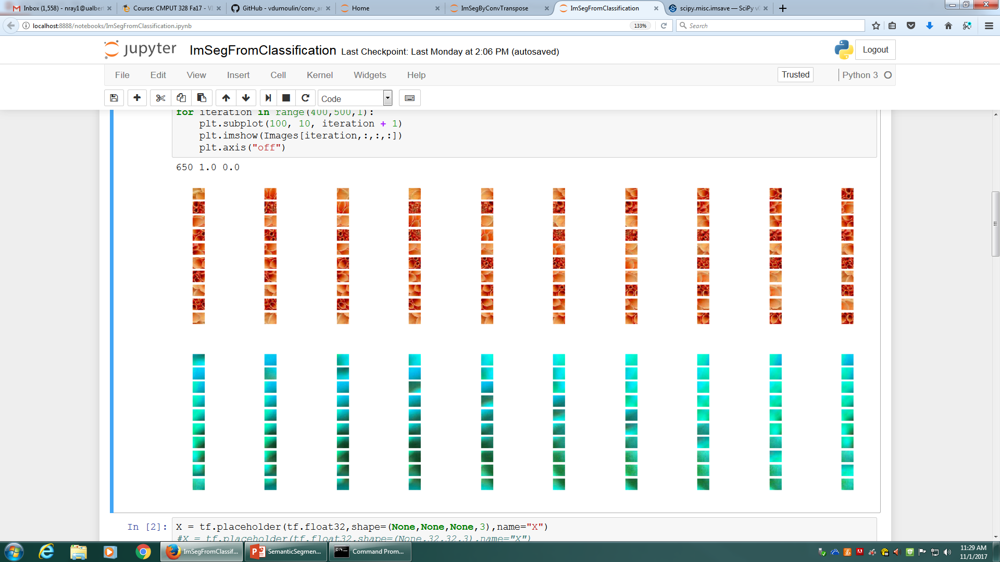 Inbox (1,558) - nray1@ualber
Course: CMPUT 328 Fa17 - Vi
GitHub - vdumoulin/conv_ar
Home
ImSegByConvTranspose
ImSegFromClassification
scipy.misc.imsave — SciPy v
localhost:8888/notebooks/ImSegFromClassification.ipynb
133%
Search
jupyter
ImSegFromClassification Last Checkpoint: Last Monday at 2:06 PM (autosaved)
Logout
File Edit View Insert Cell Kernel Widgets Help
Trusted
Python 3
Code
for iteration in range(400,500,1):
    plt.subplot(100, 10, iteration + 1)
    plt.imshow(Images[iteration,:,:,:])
    plt.axis("off")
650 1.0 0.0
In [2]:
X = tf.placeholder(tf.float32,shape=(None,None,None,3),name="X")
#X = tf.placeholder(tf.float32,shape=(None,32,32,3),name="X")
ImSegFromClassif...
SemanticSegmen...
Command Prom...
11:29 AM
11/1/2017